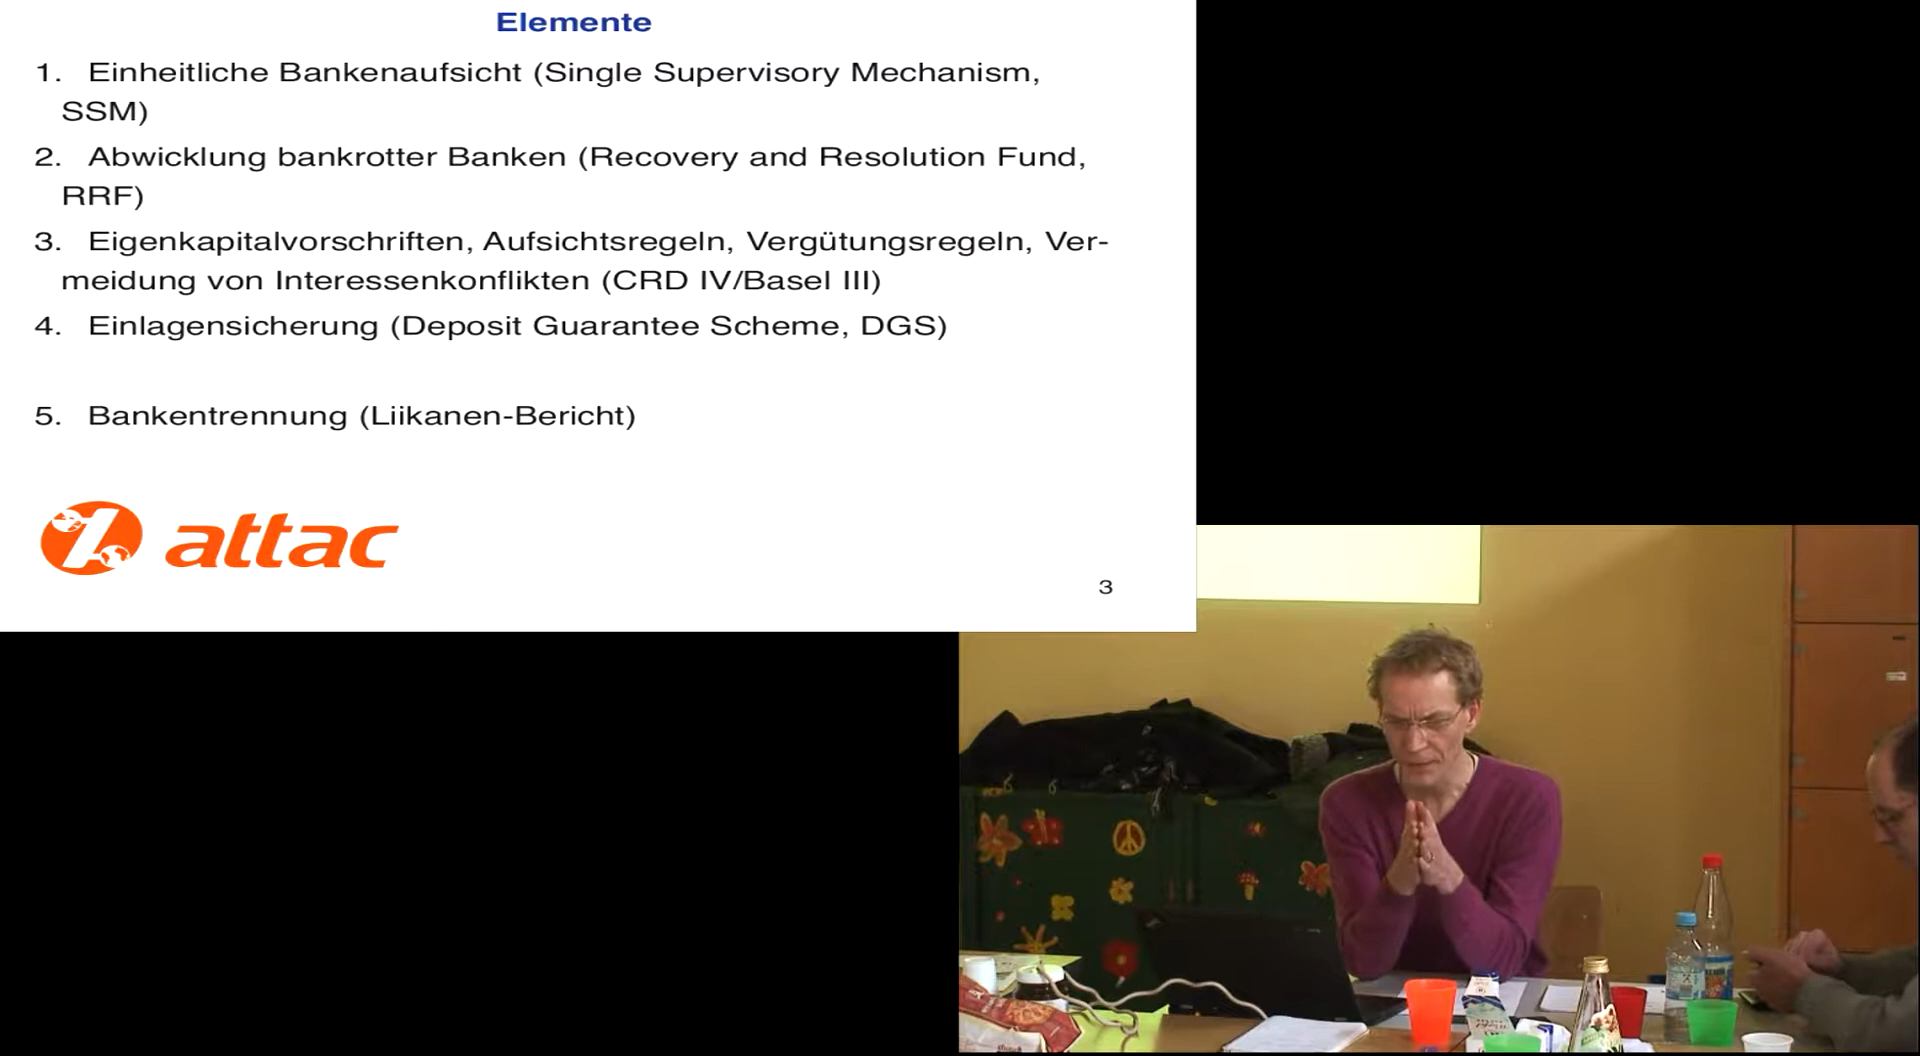 Elemente
1. Einheitliche Bankenaufsicht (Single Supervisory Mechanism,
SSM)
2. Abwicklung bankrotter Banken (Recovery and Resolution Fund,
RRF)
3. Eigenkapitalvorschriften, Aufsichtsregeln, Vergütungsregeln, Ver-
meidung von Interessenkonflikten (CRD IV/Basel III)
4. Einlagensicherung (Deposit Guarantee Scheme, DGS)
5. Bankentrennung (Liikanen-Bericht)
attac
3